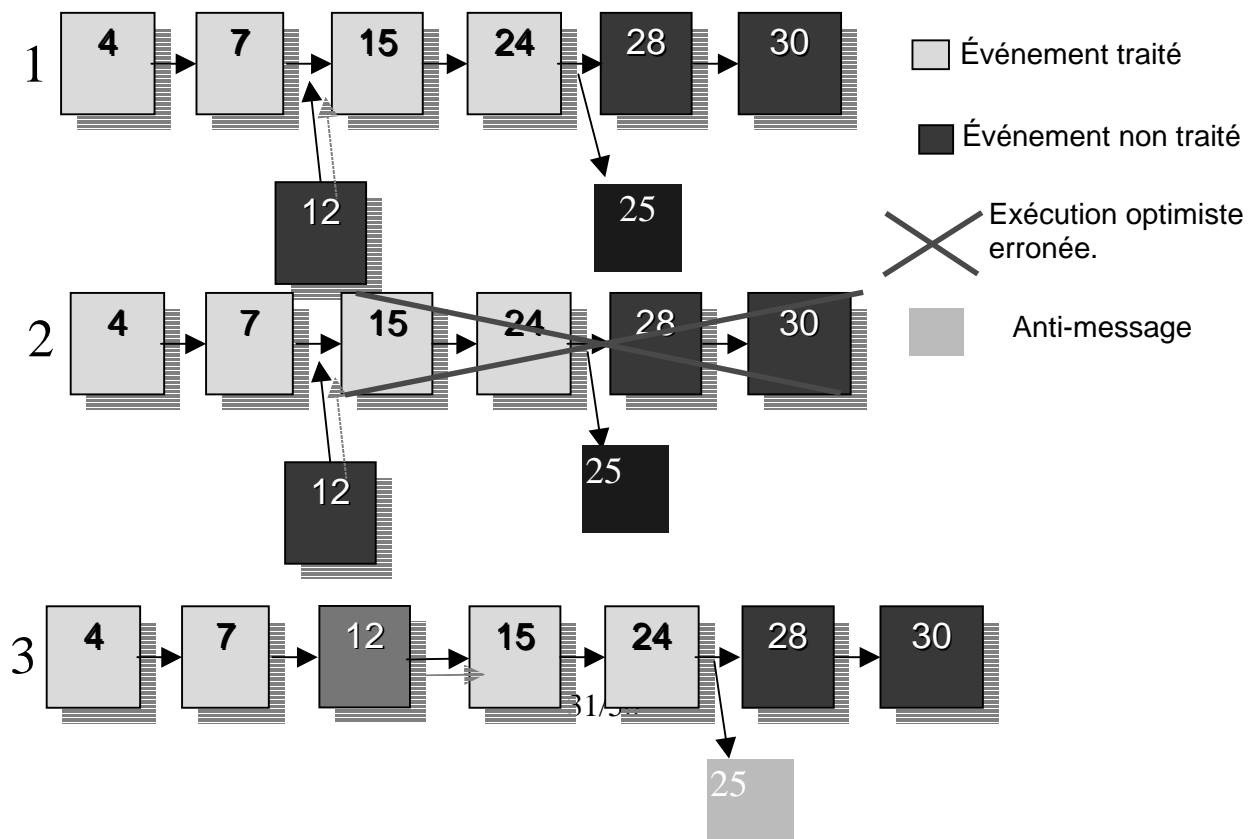 1 4 7 15 24 28 30
Événement traité
Événement non traité
12
25
Exécution optimiste
erronée.
2 4 7 15 24 28 30
Anti-message
12
25
3 4 7 12 15 24 28 30
25